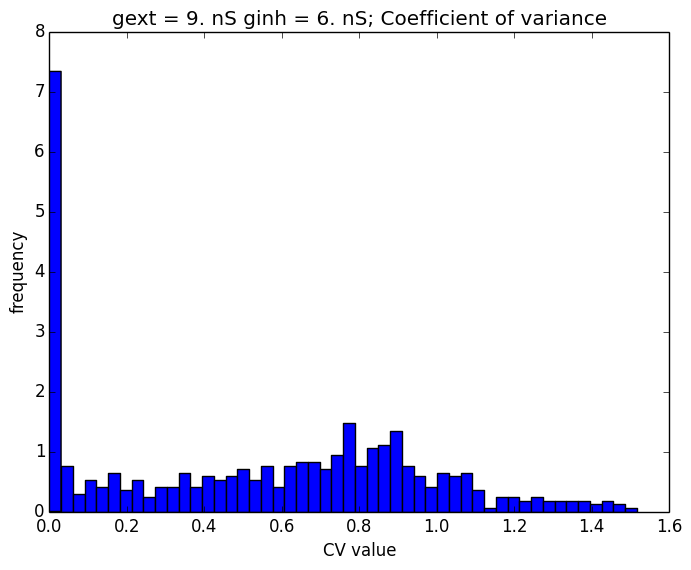 gext = 9. nS ginh = 6. nS; Coefficient of variance
8
7
6
5
4
3
2
1
0
frequency
0.0 0.2 0.4 0.6 0.8 1.0 1.2 1.4 1.6
CV value